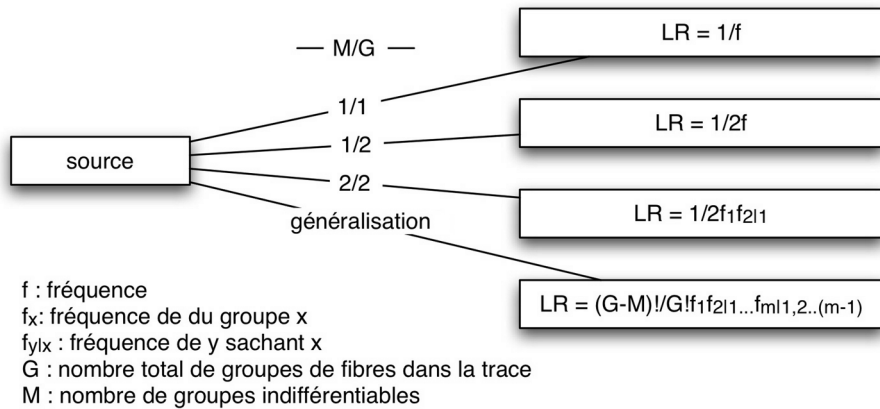 M/G
LR = 1/f
1/1
LR = 1/2f
1/2
source
2/2
LR = 1/2f₁f₂|₁
généralisation
LR = (G-M)!/G!f₁f₂|₁...fm|1,2..(m-1)
f : fréquence
fx: fréquence de du groupe x
fy|x : fréquence de y sachant x
G : nombre total de groupes de fibres dans la trace
M : nombre de groupes indifférentiables